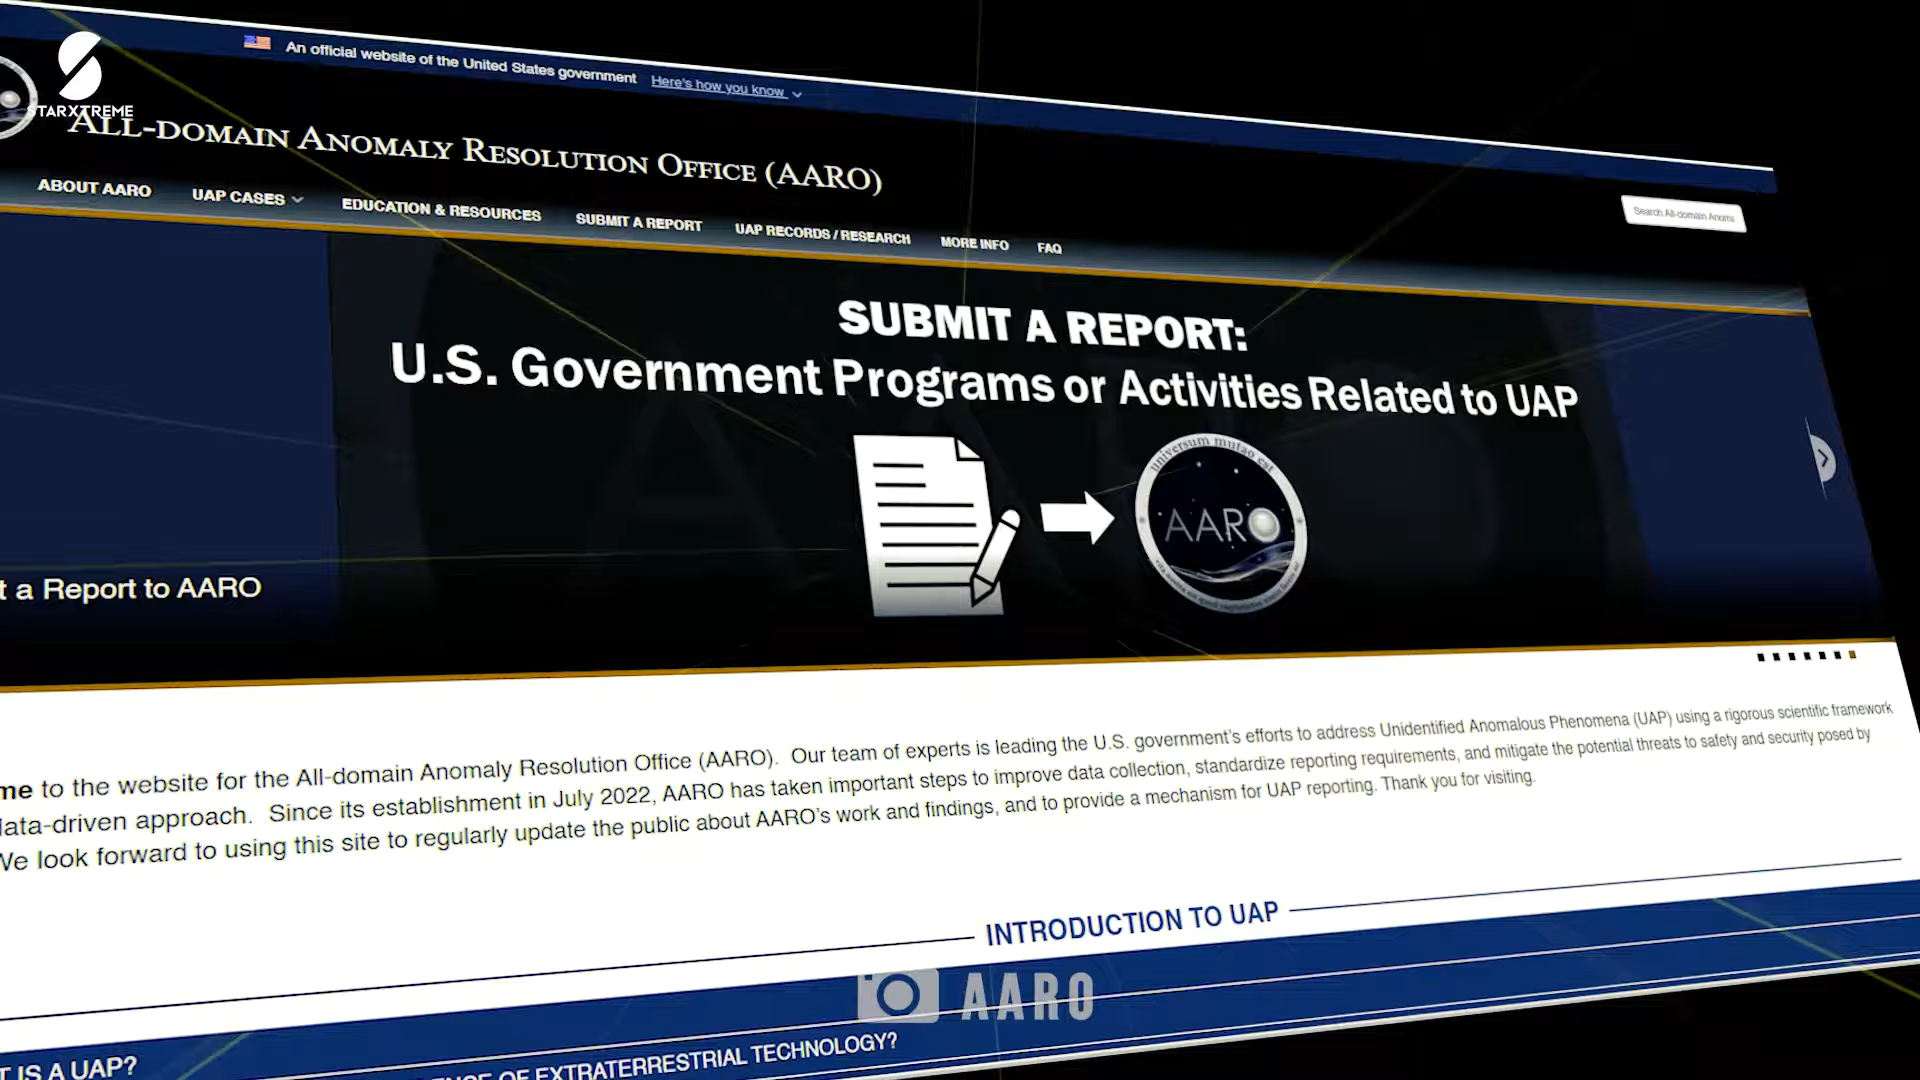 An official website of the United States government Here's how you know
STARXTREME
ALL-DOMAIN ANOMALY RESOLUTION OFFICE (AARO)
ABOUT AARO UAP CASES EDUCATION & RESOURCES SUBMIT A REPORT UAP RECORDS / RESEARCH MORE INFO FAQ
Search All-domain Anoma
SUBMIT A REPORT:
U.S. Government Programs or Activities Related to UAP
universum mutao est
AARO
t a Report to AARO
me to the website for the All-domain Anomaly Resolution Office (AARO). Our team of experts is leading the U.S. government's efforts to address Unidentified Anomalous Phenomena (UAP) using a rigorous scientific framework
data-driven approach. Since its establishment in July 2022, AARO has taken important steps to improve data collection, standardize reporting requirements, and mitigate the potential threats to safety and security posed by
We look forward to using this site to regularly update the public about AARO's work and findings, and to provide a mechanism for UAP reporting. Thank you for visiting.
INTRODUCTION TO UAP
AARO
T IS A UAP?
NCE OF EXTRATERRESTRIAL TECHNOLOGY?